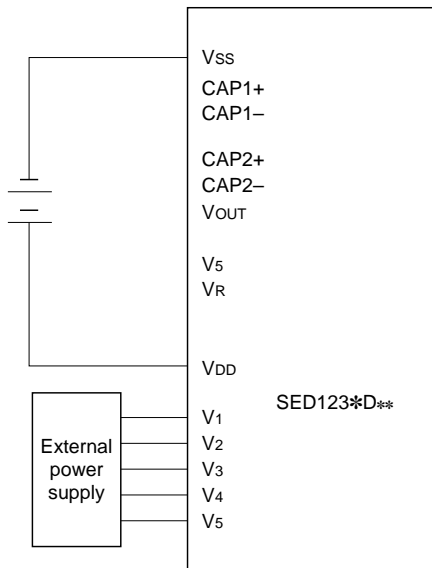 VSS
CAP1+
CAP1–
CAP2+
CAP2–
VOUT
V5
VR
VDD
SED123✽D✽✽
External
power
supply
V1
V2
V3
V4
V5